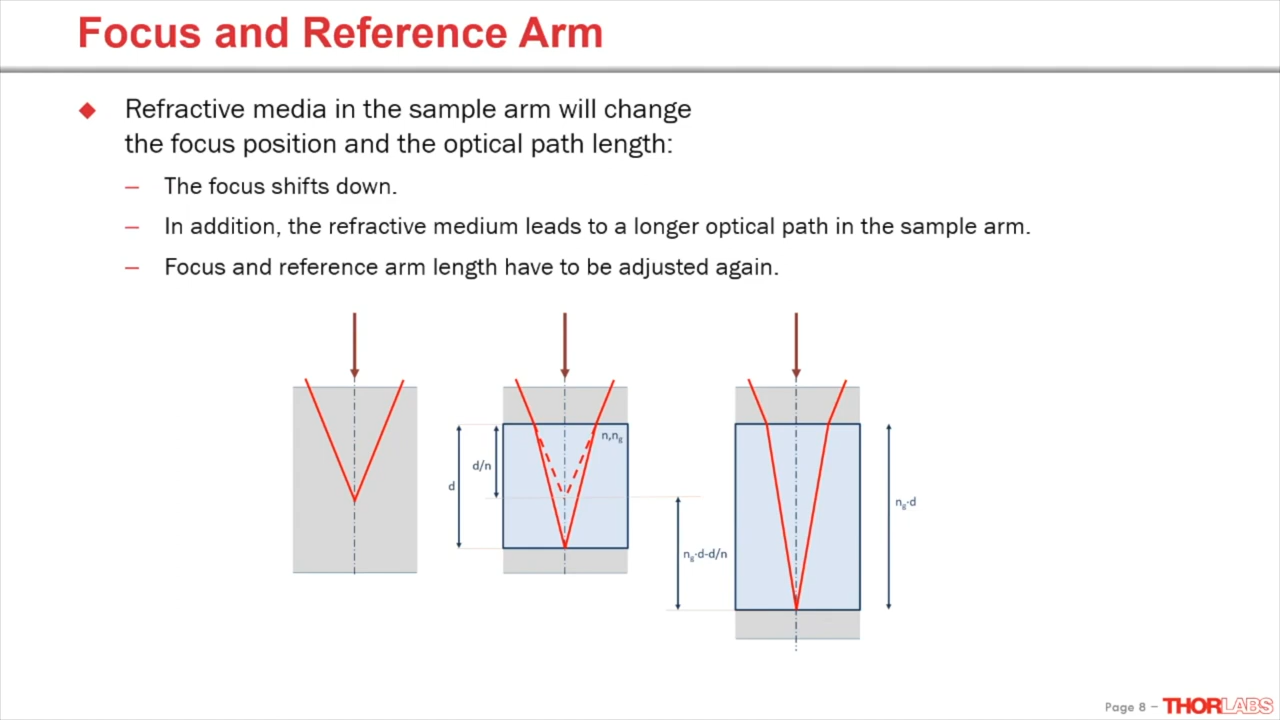 Focus and Reference Arm
Refractive media in the sample arm will change
the focus position and the optical path length:
– The focus shifts down.
– In addition, the refractive medium leads to a longer optical path in the sample arm.
– Focus and reference arm length have to be adjusted again.
n,ng
d/n
d
ng·d
ng·d-d/n
Page 8 – THORLABS